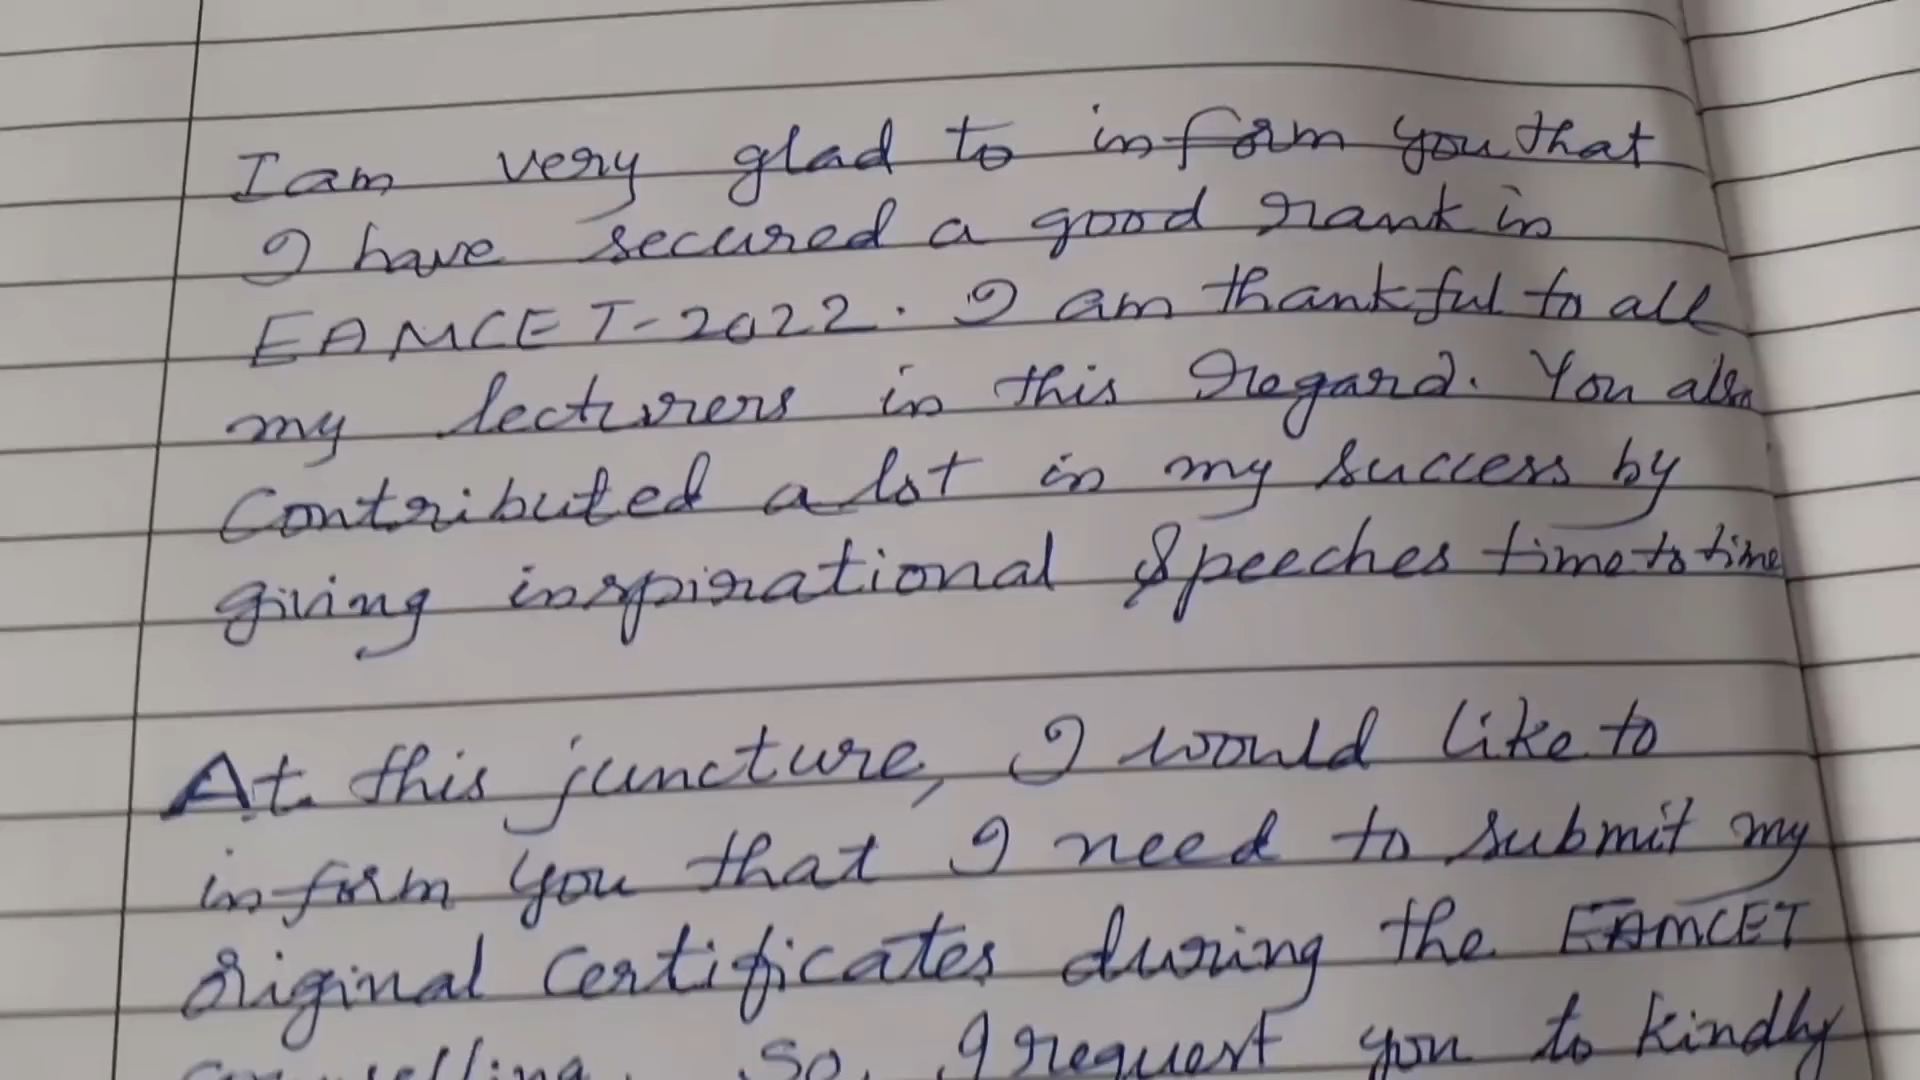 I am very glad to inform you that
I have secured a good rank in
EAMCET-2022. I am thankful to all
my lecturers in this regard. You also
Contributed a lot in my success by
giving inspirational Speeches time to time
At this juncture, I would like to
inform you that I need to submit my
original Certificates during the EAMCET
counselling. So, I request you to kindly